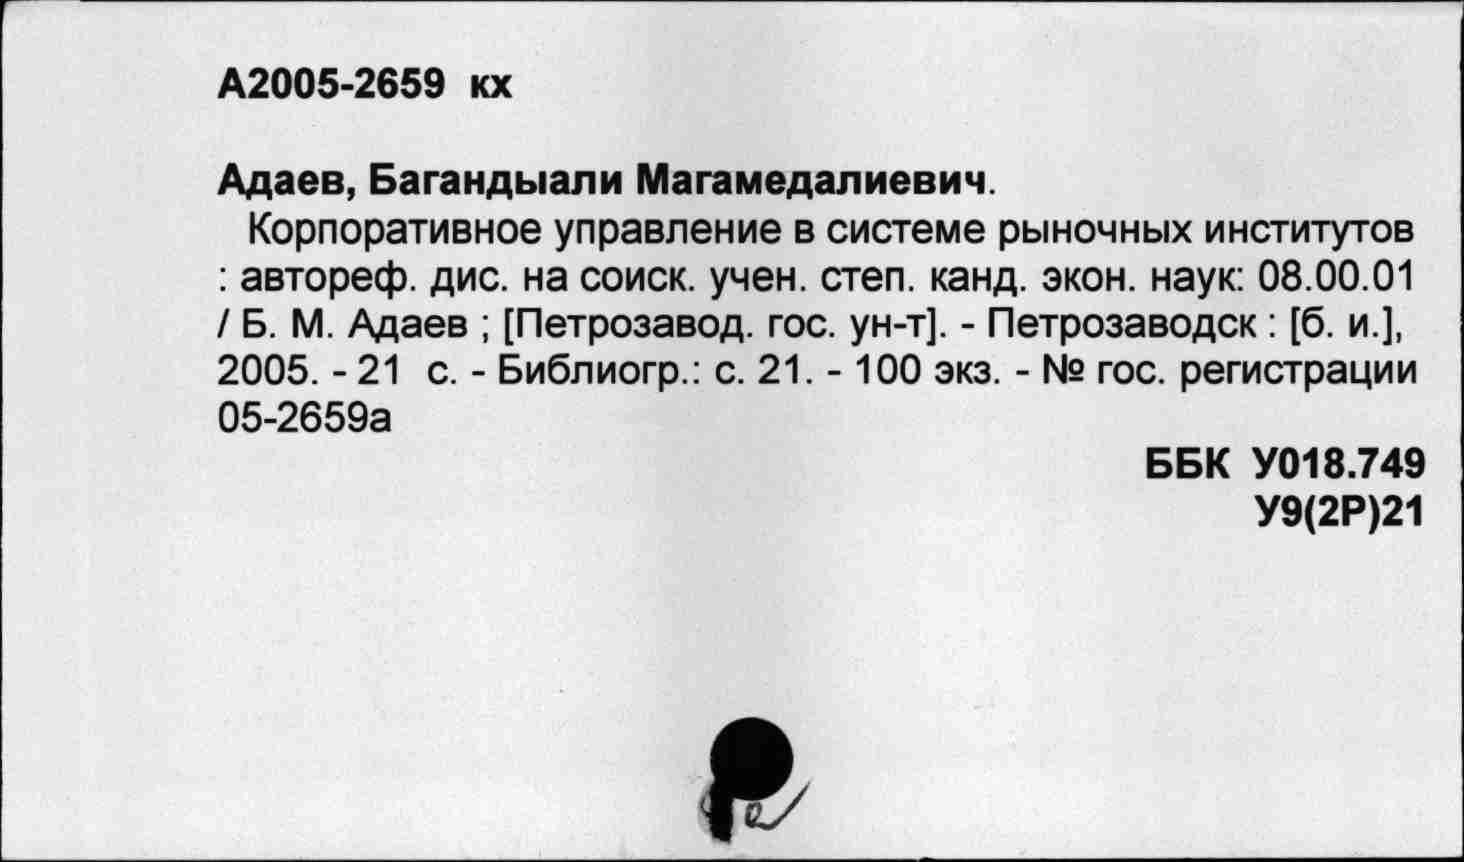 А2005-2659 кх
Адаев, Багандыали Магамедалиевич.
Корпоративное управление в системе рыночных институтов
: автореф. дис. на соиск. учен. степ. канд. экон. наук: 08.00.01
/ Б. М. Адаев ; [Петрозавод. гос. ун-т]. - Петрозаводск : [б. и.],
2005. - 21 с. - Библиогр.: с. 21. - 100 экз. - № гос. регистрации
05-2659а
ББК У018.749
У9(2Р)21